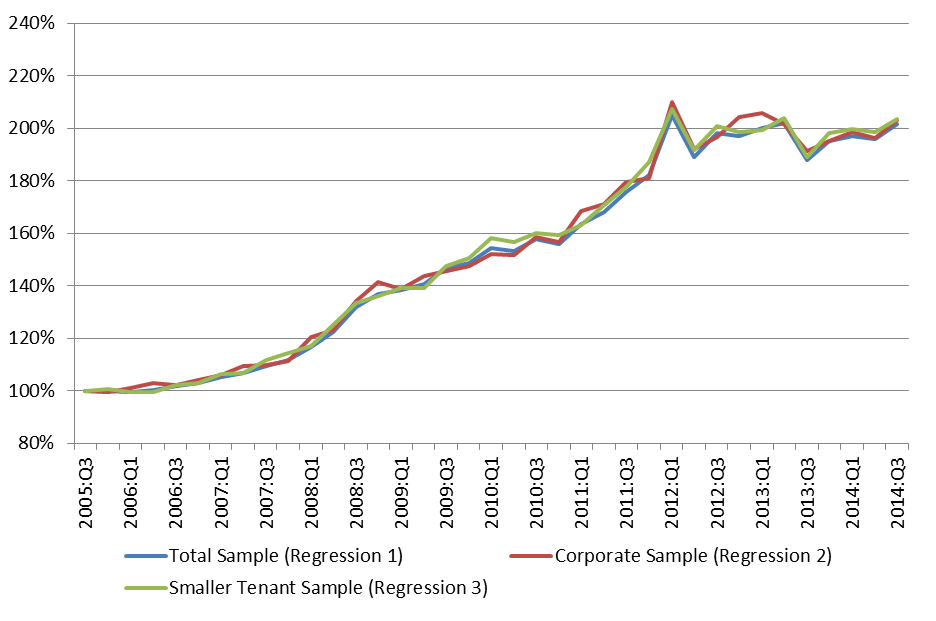 240%
220%
200%
180%
160%
140%
120%
100%
80%
2005:Q3
2006:Q1
2006:Q3
2007:Q1
2007:Q3
2008:Q1
2008:Q3
2009:Q1
2009:Q3
2010:Q1
2010:Q3
2011:Q1
2011:Q3
2012:Q1
2012:Q3
2013:Q1
2013:Q3
2014:Q1
2014:Q3
Total Sample (Regression 1)
Corporate Sample (Regression 2)
Smaller Tenant Sample (Regression 3)